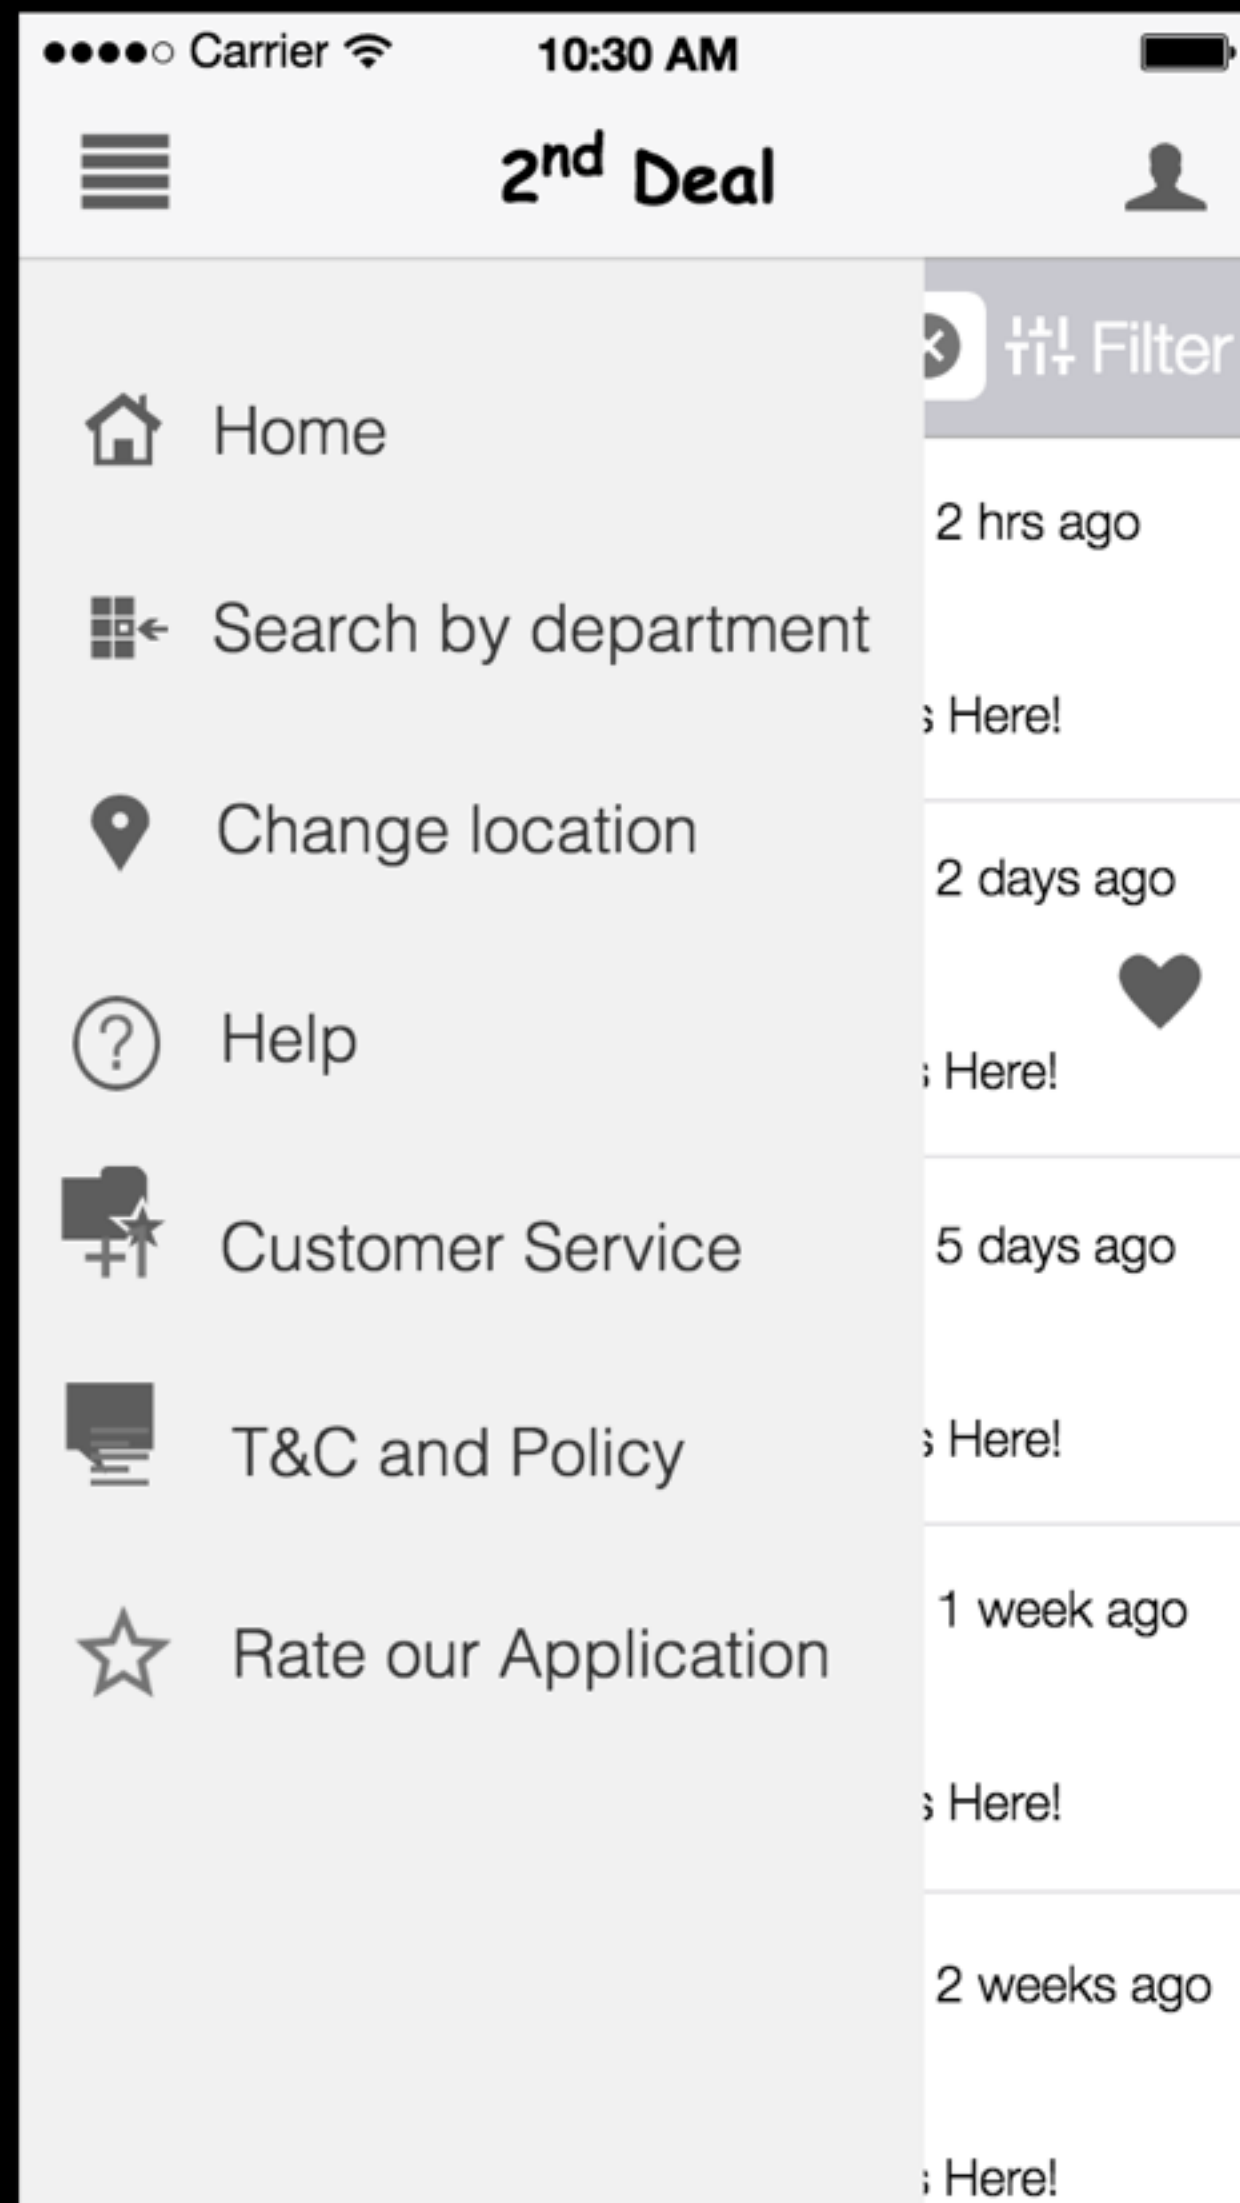 Carrier 10:30 AM
2nd Deal
Filter
Home
2 hrs ago
Search by department
Here!
Change location
2 days ago
Help
Here!
Customer Service
5 days ago
T&C and Policy
Here!
1 week ago
Rate our Application
Here!
2 weeks ago
Here!